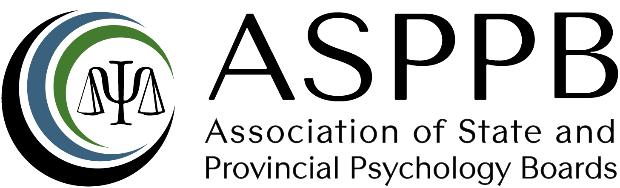 ASPPB
Association of State and
Provincial Psychology Boards